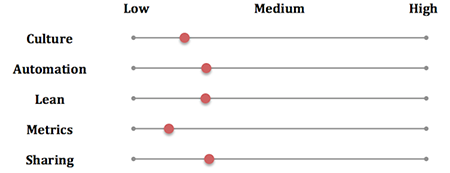 Low Medium High
Culture
Automation
Lean
Metrics
Sharing